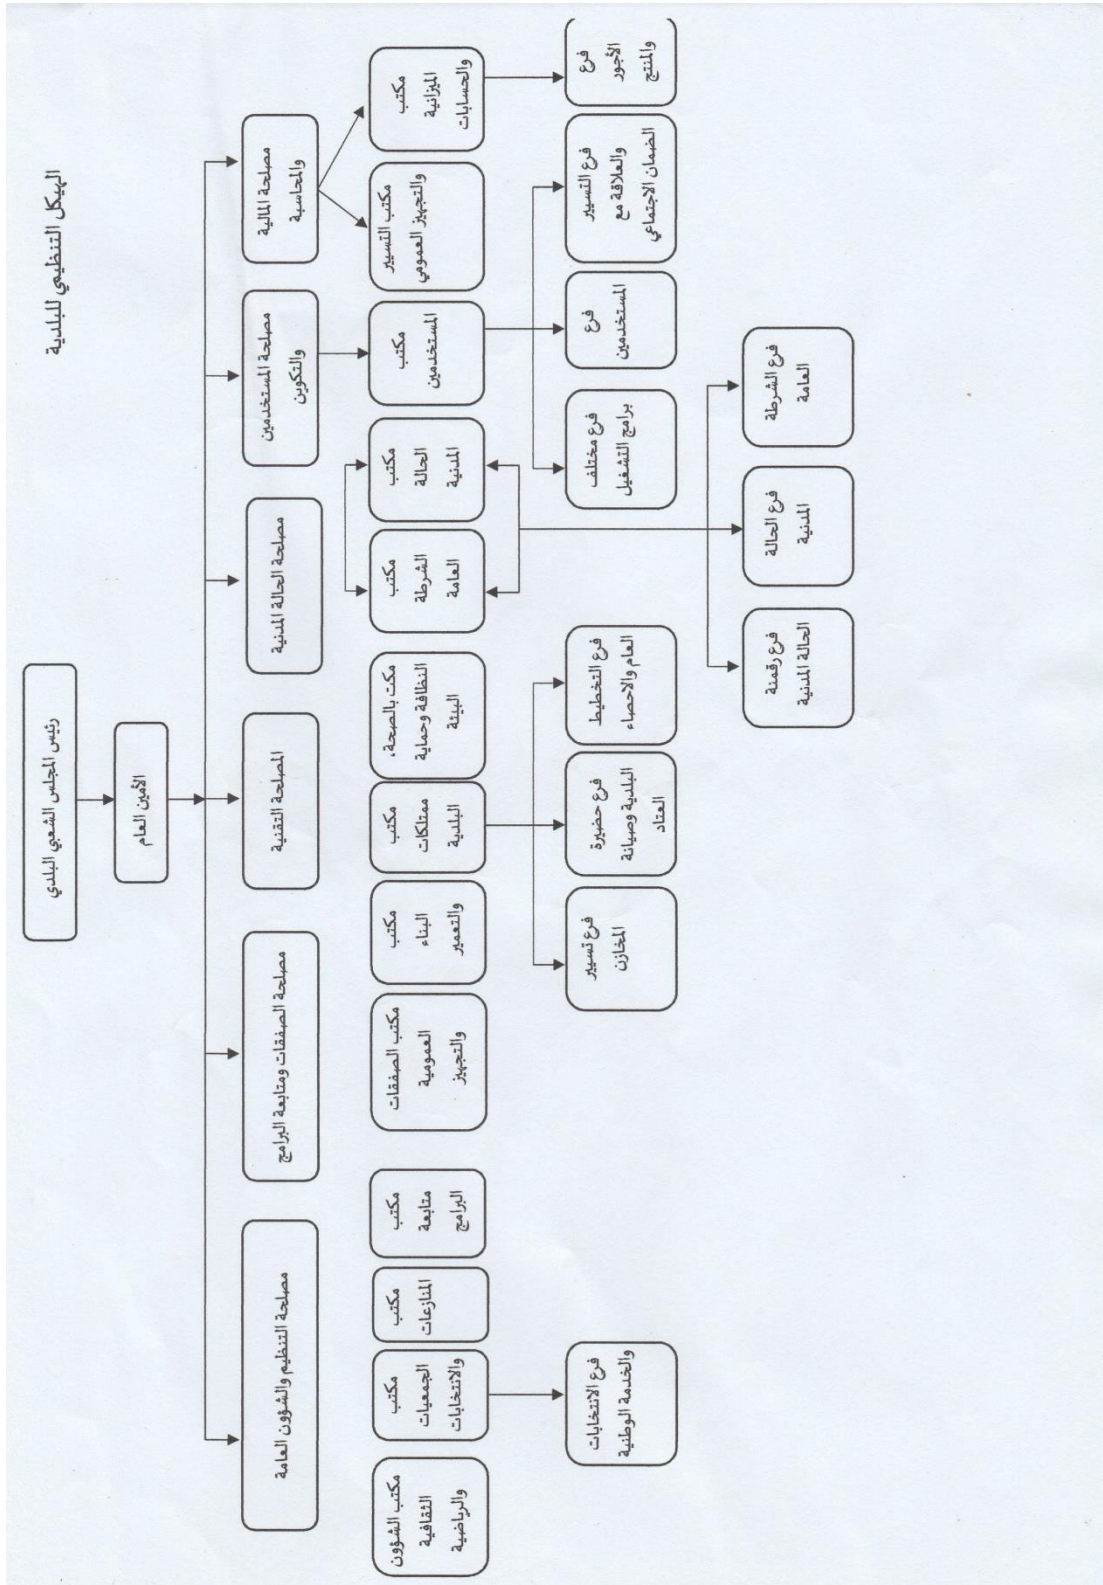 الهيكل التنظيمي للبلدية
رئيس المجلس الشعبي البلدي
الأمين العام
مصلحة المالية
والمحاسبة
مصلحة المستخدمين
والتكوين
مصلحة الحالة المدنية
المصلحة التقنية
مصلحة الصفقات ومتابعة البرامج
مصلحة التنظيم والشؤون العامة
مكتب
الميزانية
والحسابات
مكتب التسيير
والتجهيز العمومي
مكتب
المستخدمين
مكتب
الحالة
المدنية
مكتب
الشرطة
العامة
مكت بالصحة،
النظافة وحماية
البيئة
مكتب
ممتلكات
البلدية
مكتب
البناء
والتعمير
مكتب الصفقات
العمومية
والتجهيز
مكتب
متابعة
البرامج
مكتب
المنازعات
مكتب
الجمعيات
والانتخابات
مكتب الشؤون
الثقافية
والرياضية
فرع
الأجور
والمنتج
فرع التسيير
والعلاقة مع
الضمان الاجتماعي
فرع
المستخدمين
فرع مختلف
برامج التشغيل
فرع التخطيط
العام والاحصاء
فرع حضيرة
البلدية وصيانة
العتاد
فرع تسيير
المخازن
فرع الانتخابات
والخدمة الوطنية
فرع الشرطة
العامة
فرع الحالة
المدنية
فرع رقمنة
الحالة المدنية